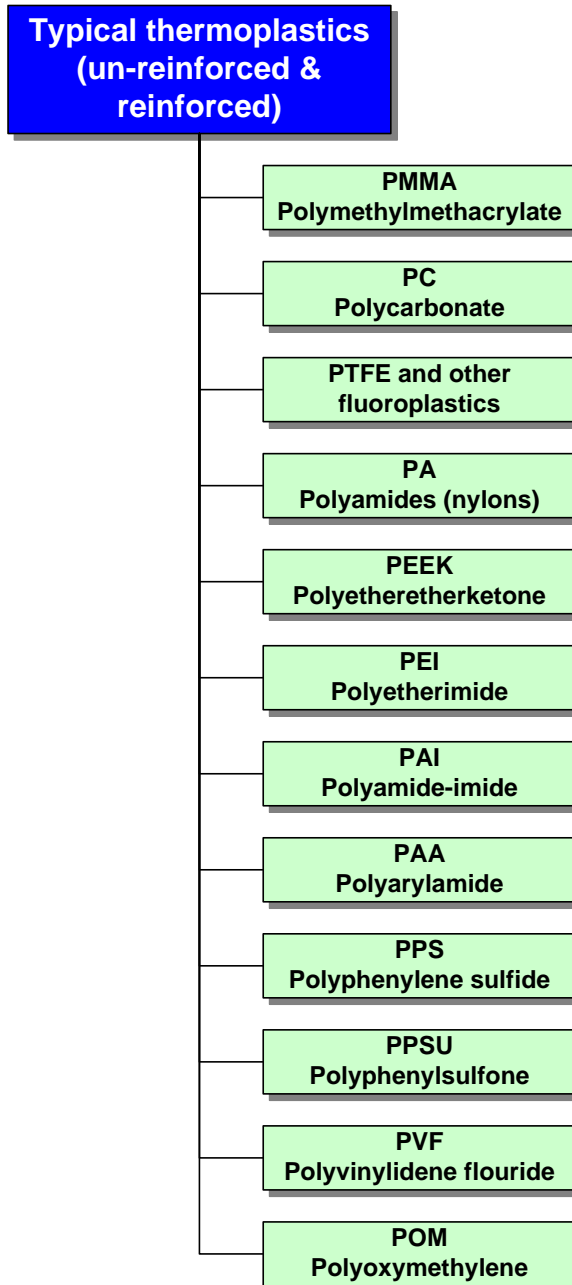 Typical thermoplastics
(un-reinforced &
reinforced)
PMMA
Polymethylmethacrylate
PC
Polycarbonate
PTFE and other
fluoroplastics
PA
Polyamides (nylons)
PEEK
Polyetheretherketone
PEI
Polyetherimide
PAI
Polyamide-imide
PAA
Polyarylamide
PPS
Polyphenylene sulfide
PPSU
Polyphenylsulfone
PVF
Polyvinylidene flouride
POM
Polyoxymethylene